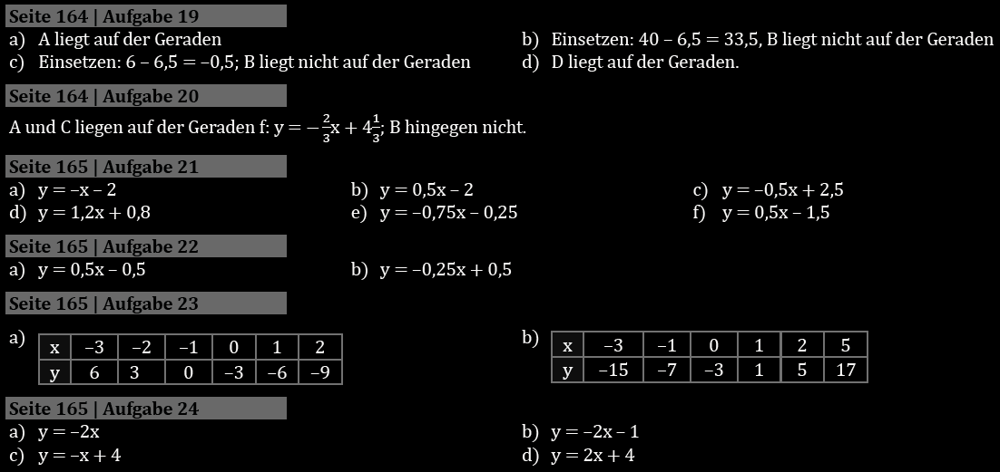 Seite 164 | Aufgabe 19
a) A liegt auf der Geraden b) Einsetzen: 40 – 6,5 = 33,5, B liegt nicht auf der Geraden
c) Einsetzen: 6 – 6,5 = –0,5; B liegt nicht auf der Geraden d) D liegt auf der Geraden.
Seite 164 | Aufgabe 20
A und C liegen auf der Geraden f: y = –2/3x + 4 1/3; B hingegen nicht.
Seite 165 | Aufgabe 21
a) y = –x – 2 b) y = 0,5x – 2 c) y = –0,5x + 2,5
d) y = 1,2x + 0,8 e) y = –0,75x – 0,25 f) y = 0,5x – 1,5
Seite 165 | Aufgabe 22
a) y = 0,5x – 0,5 b) y = –0,25x + 0,5
Seite 165 | Aufgabe 23
a) x –3 –2 –1 0 1 2
y 6 3 0 –3 –6 –9
b) x –3 –1 0 1 2 5
y –15 –7 –3 1 5 17
Seite 165 | Aufgabe 24
a) y = –2x b) y = –2x – 1
c) y = –x + 4 d) y = 2x + 4